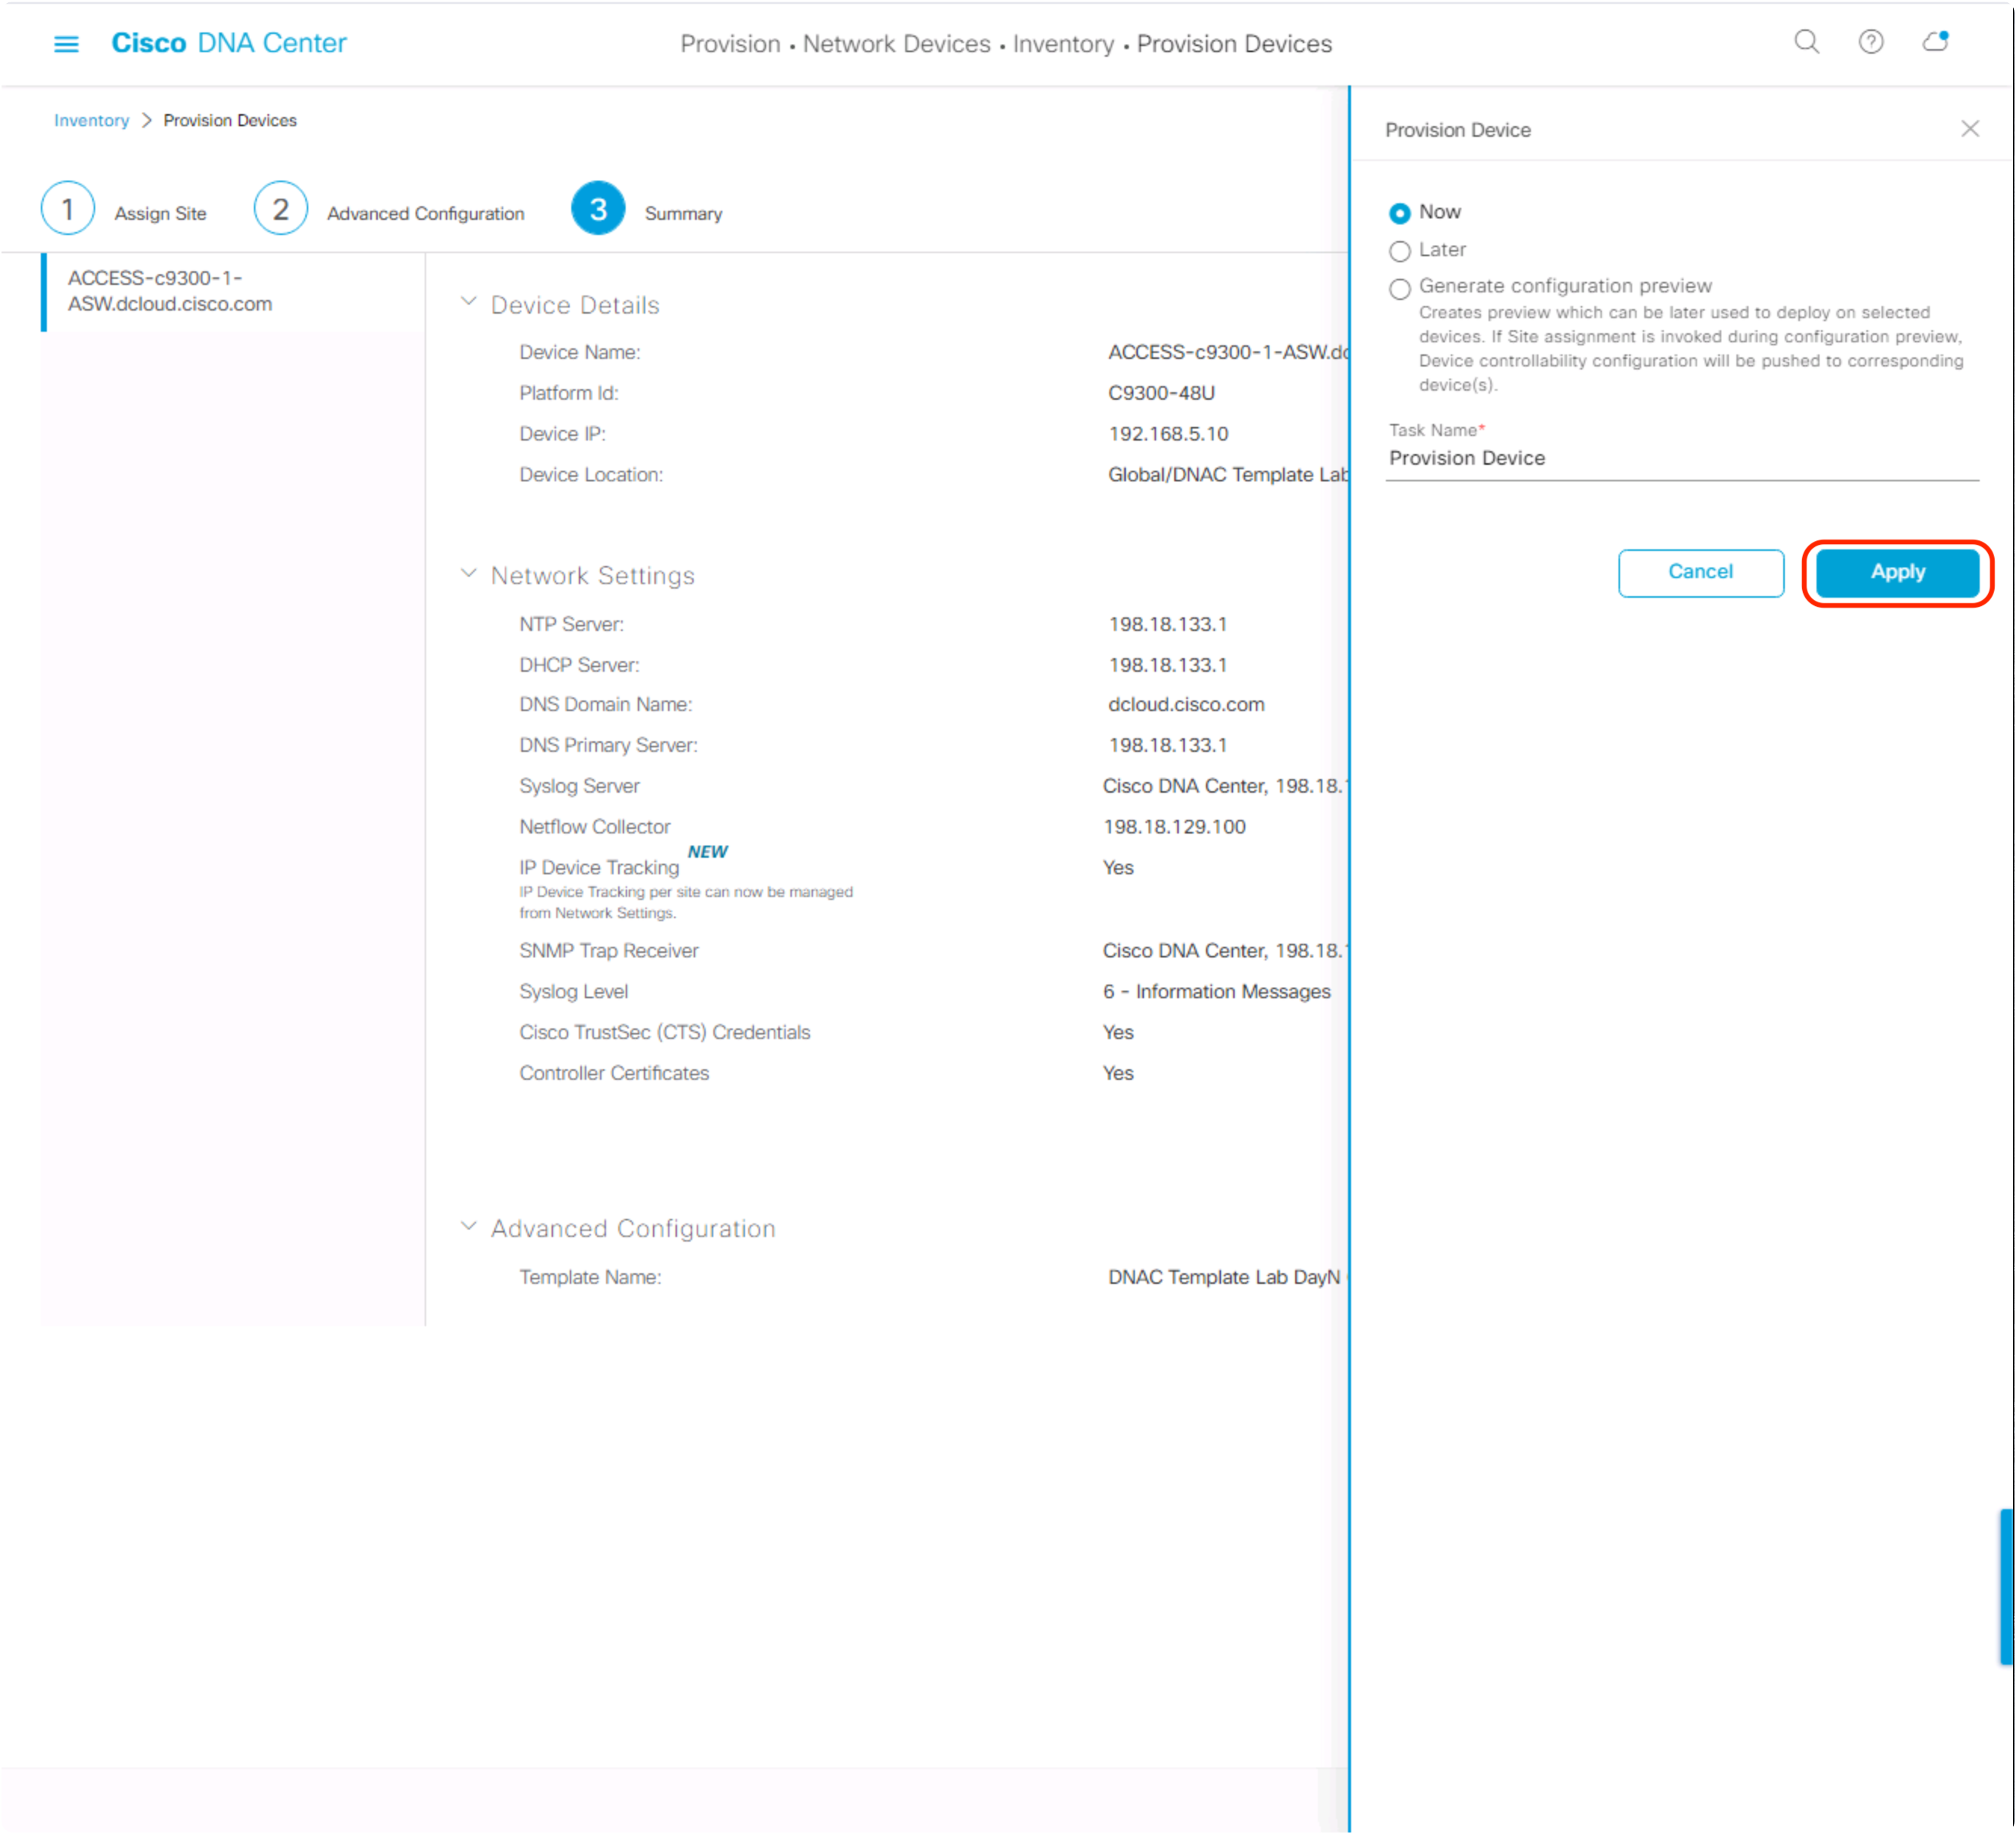 Cisco DNA Center
Provision • Network Devices • Inventory • Provision Devices
Inventory > Provision Devices
1 Assign Site 2 Advanced Configuration 3 Summary
ACCESS-c9300-1-
ASW.dcloud.cisco.com
Device Details
Device Name: ACCESS-c9300-1-ASW.dc
Platform Id: C9300-48U
Device IP: 192.168.5.10
Device Location: Global/DNAC Template Lab
Network Settings
NTP Server: 198.18.133.1
DHCP Server: 198.18.133.1
DNS Domain Name: dcloud.cisco.com
DNS Primary Server: 198.18.133.1
Syslog Server Cisco DNA Center, 198.18.1
Netflow Collector 198.18.129.100
IP Device Tracking NEW Yes
IP Device Tracking per site can now be managed
from Network Settings.
SNMP Trap Receiver Cisco DNA Center, 198.18.1
Syslog Level 6 - Information Messages
Cisco TrustSec (CTS) Credentials Yes
Controller Certificates Yes
Advanced Configuration
Template Name: DNAC Template Lab DayN
Provision Device
Now
Later
Generate configuration preview
Creates preview which can be later used to deploy on selected
devices. If Site assignment is invoked during configuration preview,
Device controllability configuration will be pushed to corresponding
device(s).
Task Name*
Provision Device
Cancel Apply